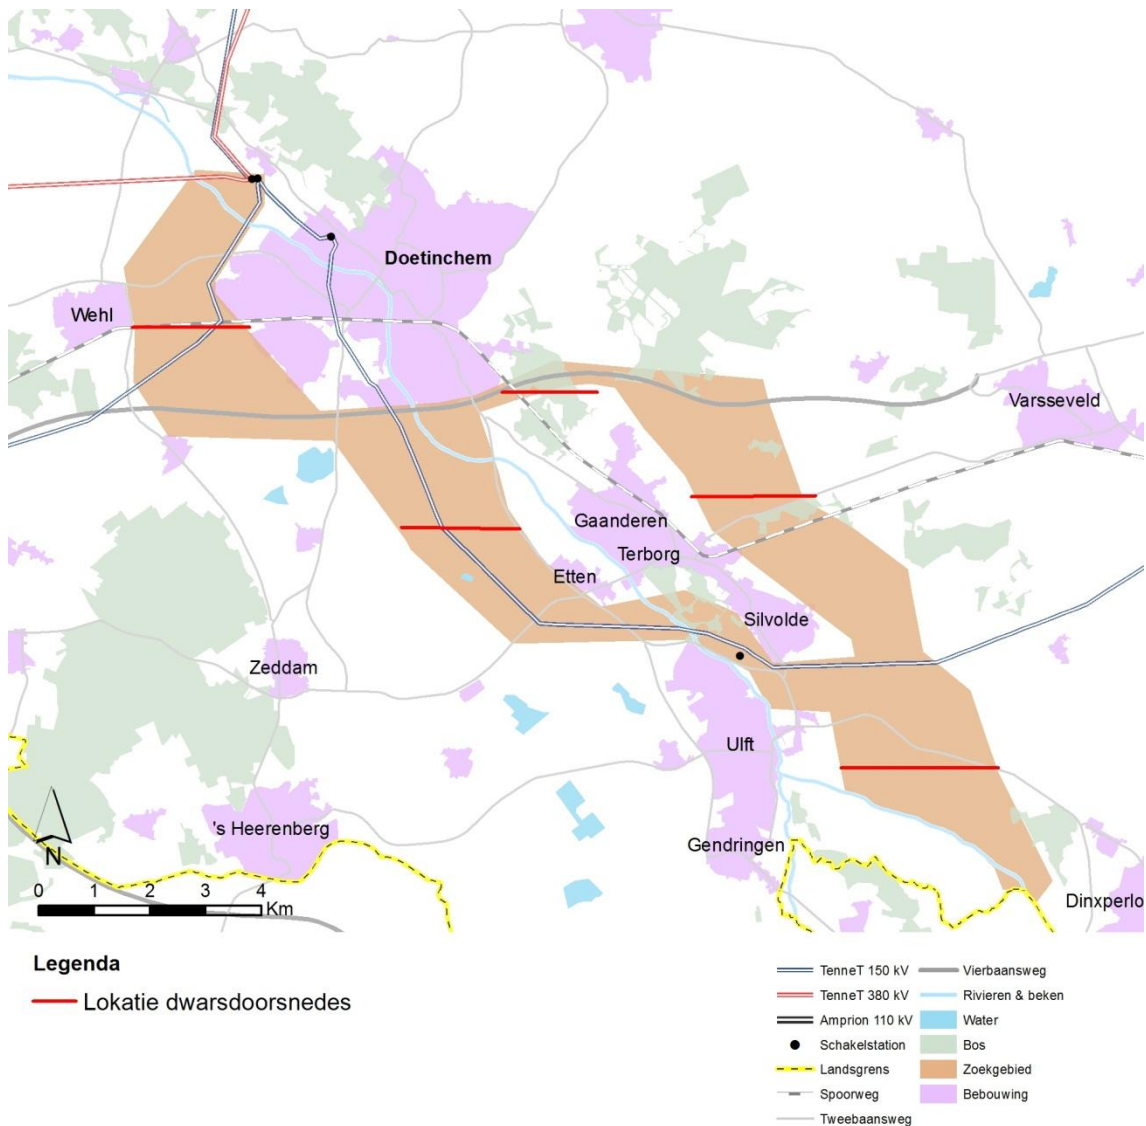 Doetinchem
Wehl
Varsseveld
Gaanderen
Terborg
Etten
Silvolde
Zeddam
Ulft
's Heerenberg
Gendringen
Dinxperlo
N
0 1 2 3 4
Km
Legenda
Lokatie dwarsdoorsnedes
TenneT 150 kV
TenneT 380 kV
Amprion 110 kV
Schakelstation
Landsgrens
Spoorweg
Tweebaansweg
Vierbaansweg
Rivieren & beken
Water
Bos
Zoekgebied
Bebouwing